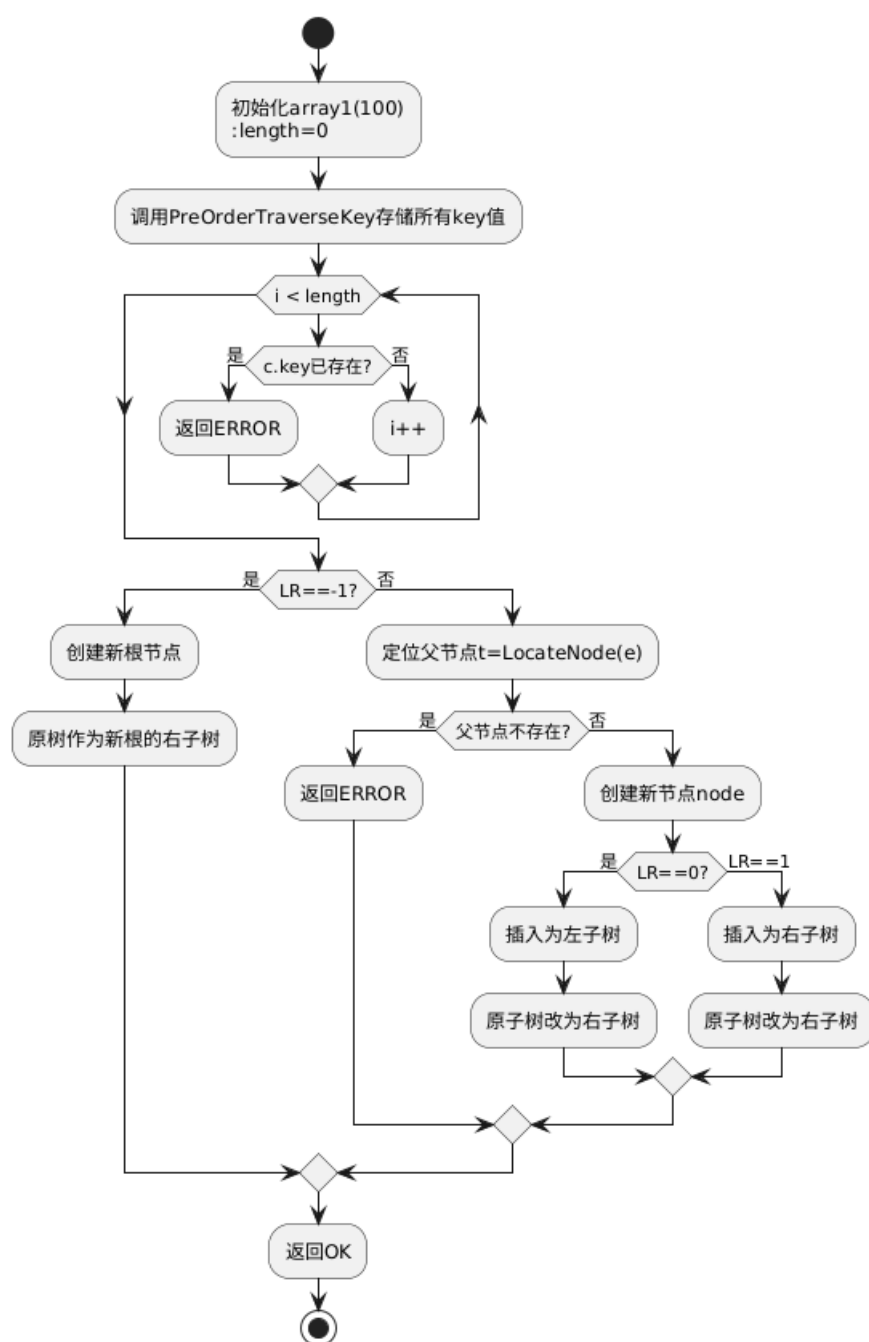 初始化array1(100)
:length=0
调用PreOrderTraverseKey存储所有key值
i < length
是
c.key已存在?
否
返回ERROR
i++
是
LR==-1?
否
创建新根节点
定位父节点t=LocateNode(e)
原树作为新根的右子树
是
父节点不存在?
否
返回ERROR
创建新节点node
是
LR==0?
LR==1
插入为左子树
插入为右子树
原子树改为右子树
原子树改为右子树
返回OK